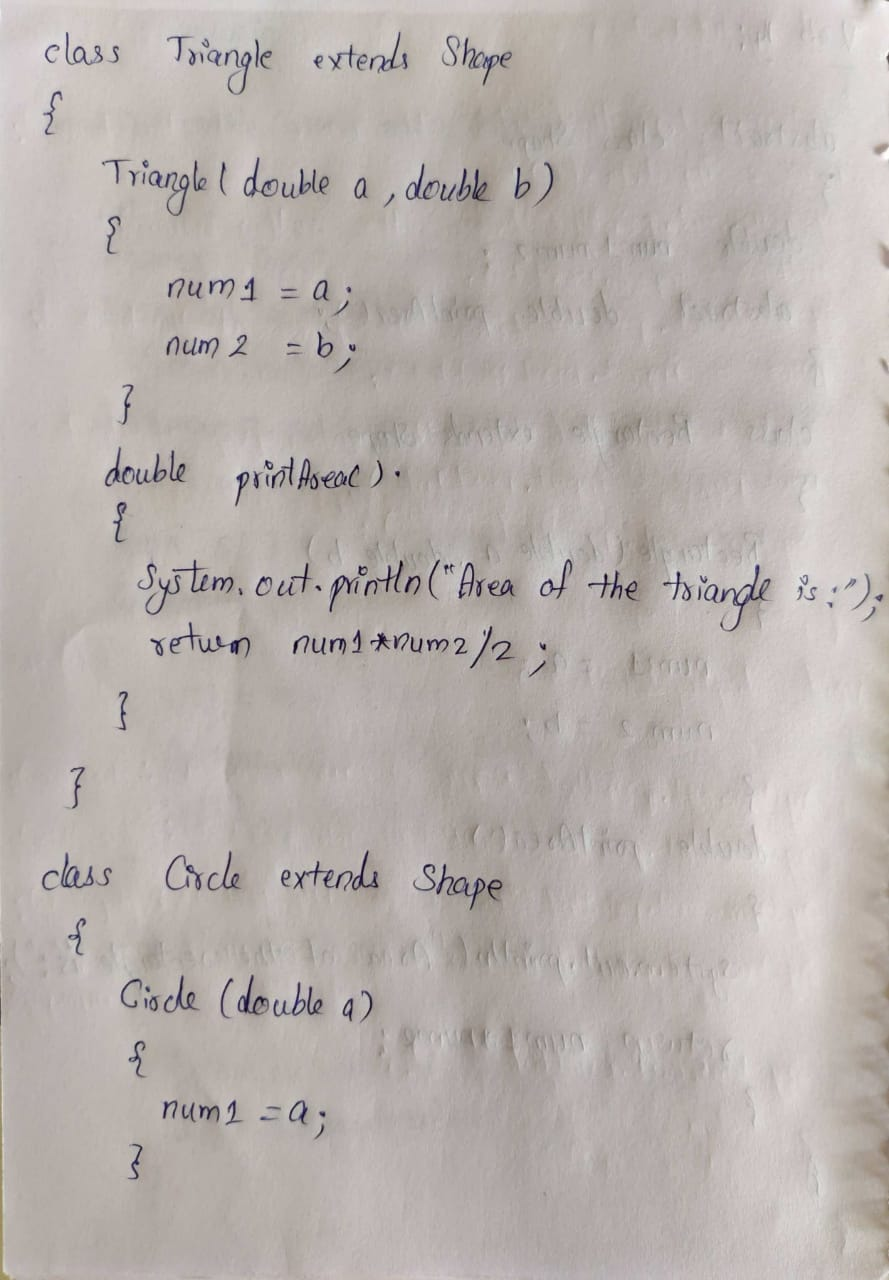 class Triangle extends Shape
{
Triangle ( double a , double b )
{
num1 = a ;
num 2 = b ;
}
double printArea( ) .
{
System. out. println ("Area of the triangle is :") ;
return num1 * num2 /2 ;
}
}
class Circle extends Shape
{
Circle (double a)
{
num1 = a ;
}